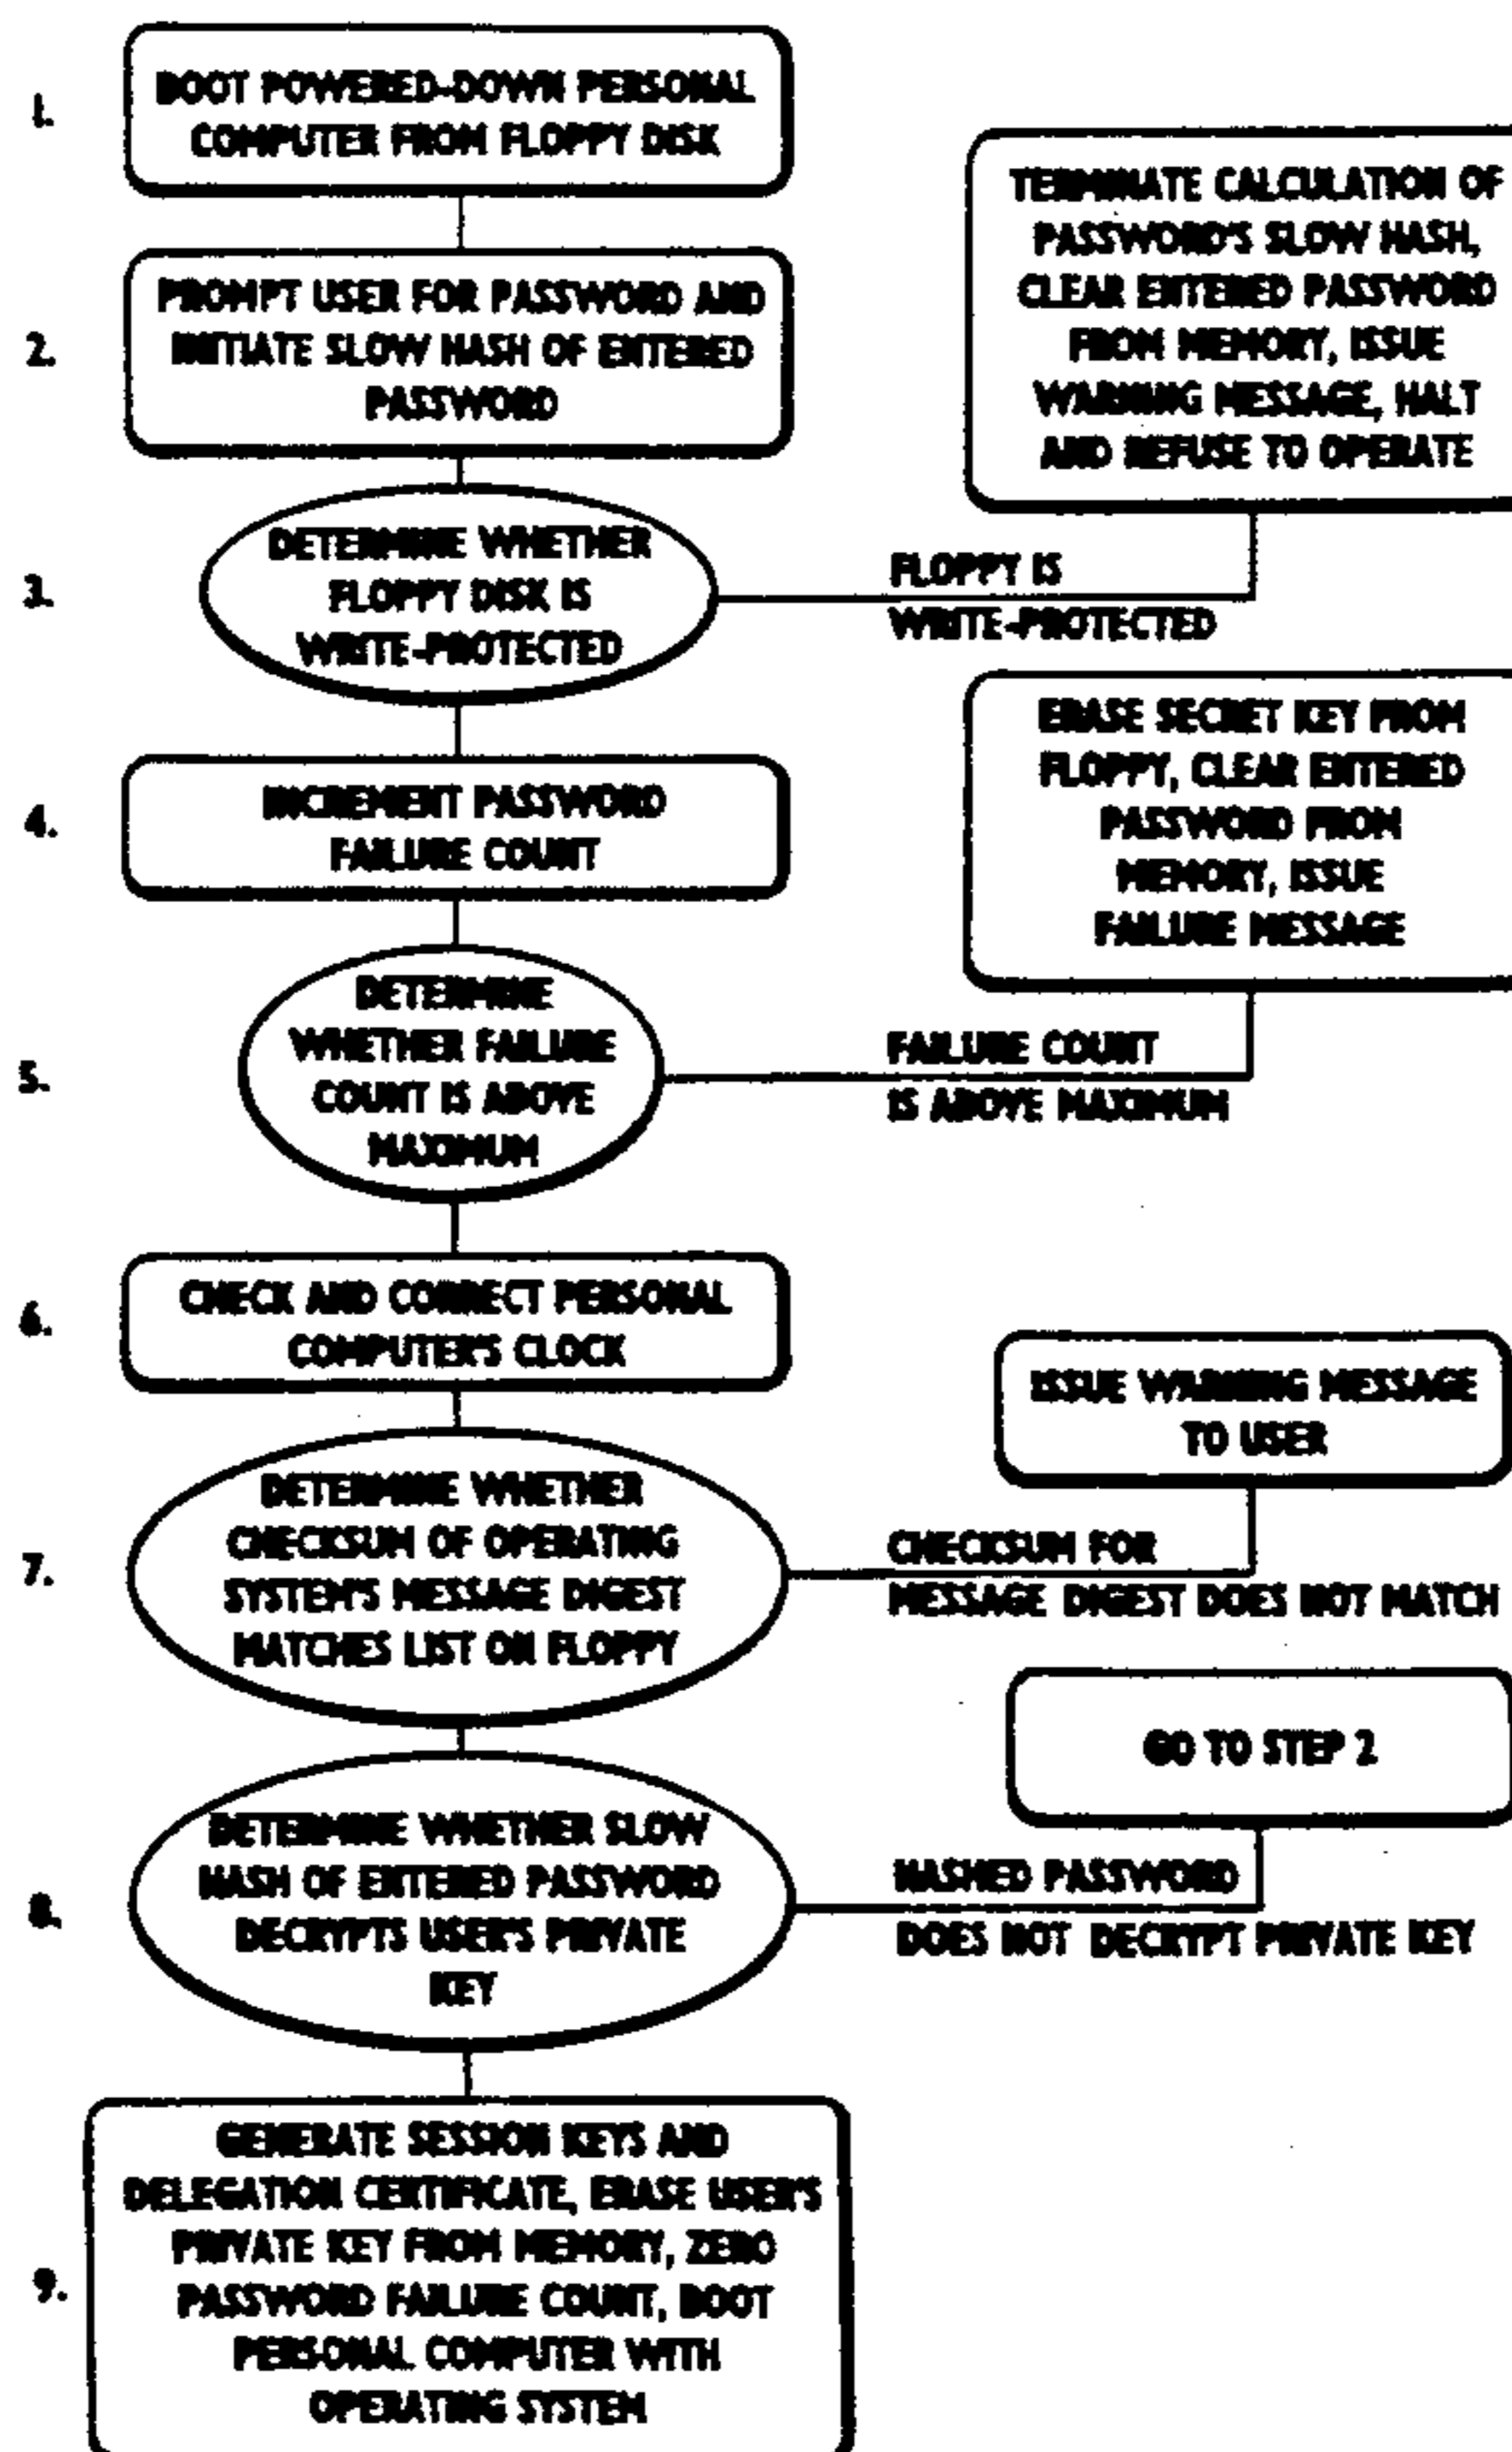 1.
BOOT POWERED-DOWN PERSONAL
COMPUTER FROM FLOPPY DISK
2.
PROMPT USER FOR PASSWORD AND
INITIATE SLOW HASH OF ENTERED
PASSWORD
TERMINATE CALCULATION OF
PASSWORD'S SLOW HASH,
CLEAR ENTERED PASSWORD
FROM MEMORY, ISSUE
WARNING MESSAGE, HALT
AND REFUSE TO OPERATE
3.
DETERMINE WHETHER
FLOPPY DISK IS
WRITE-PROTECTED
FLOPPY IS
WRITE-PROTECTED
4.
INCREMENT PASSWORD
FAILURE COUNT
ERASE SECRET KEY FROM
FLOPPY, CLEAR ENTERED
PASSWORD FROM
MEMORY, ISSUE
FAILURE MESSAGE
5.
DETERMINE
WHETHER FAILURE
COUNT IS ABOVE
MAXIMUM
FAILURE COUNT
IS ABOVE MAXIMUM
6.
CHECK AND CORRECT PERSONAL
COMPUTER'S CLOCK
ISSUE WARNING MESSAGE
TO USER
7.
DETERMINE WHETHER
CHECKSUM OF OPERATING
SYSTEM'S MESSAGE DIGEST
MATCHES LIST ON FLOPPY
CHECKSUM FOR
MESSAGE DIGEST DOES NOT MATCH
GO TO STEP 2
8.
DETERMINE WHETHER SLOW
HASH OF ENTERED PASSWORD
DECRYPTS USER'S PRIVATE
KEY
HASHED PASSWORD
DOES NOT DECRYPT PRIVATE KEY
9.
GENERATE SESSION KEYS AND
DELEGATION CERTIFICATE, ERASE USER'S
PRIVATE KEY FROM MEMORY, ZERO
PASSWORD FAILURE COUNT, BOOT
PERSONAL COMPUTER WITH
OPERATING SYSTEM